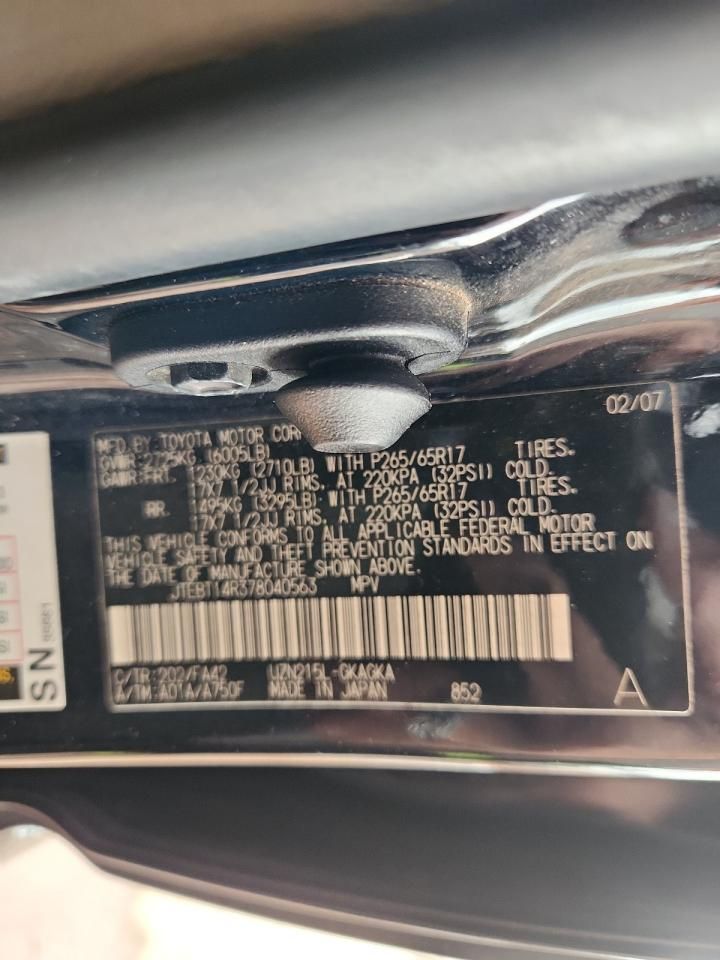 02/07
MFD. BY: TOYOTA MOTOR COR
GVWR: 2725KG (6005LB)
GAWR: FRT. 1230KG (2710LB) WITH P265/65R17 TIRES.
17X7 1/2JJ RIMS, AT 220KPA (32PSI) COLD.
RR. 1495KG (3295LB) WITH P265/65R17 TIRES.
17X7 1/2JJ RIMS, AT 220KPA (32PSI) COLD.
THIS VEHICLE CONFORMS TO ALL APPLICABLE FEDERAL MOTOR
VEHICLE SAFETY AND THEFT PREVENTION STANDARDS IN EFFECT ON
THE DATE OF MANUFACTURE SHOWN ABOVE.
JTEBT14R378040563 MPV
C/TR:202/FA42 UZN215L-GKAGKA
A/TM:A01A/A750F MADE IN JAPAN 852 A
SN